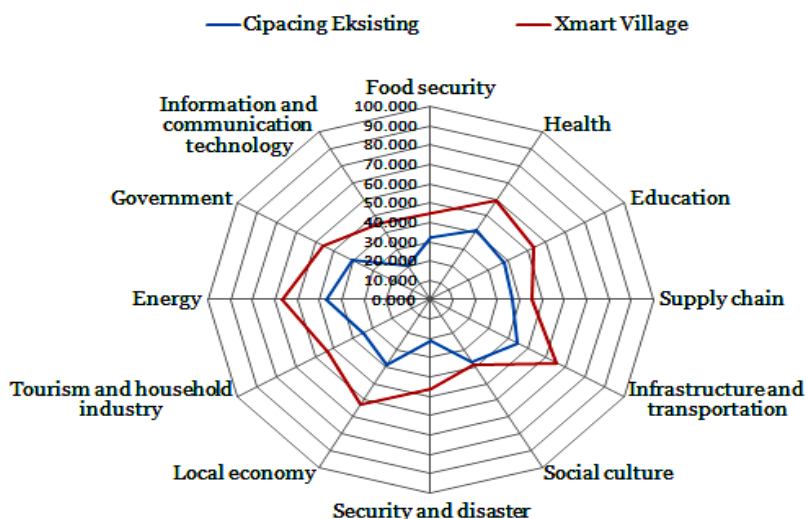 Cipacing Eksisting
Xmart Village
Food security
Health
Education
Supply chain
Infrastructure and
transportation
Social culture
Security and disaster
Local economy
Tourism and household
industry
Energy
Government
Information and
communication
technology
100.000
90.000
80.000
70.000
60.000
50.000
40.000
30.000
20.000
10.000
0.000